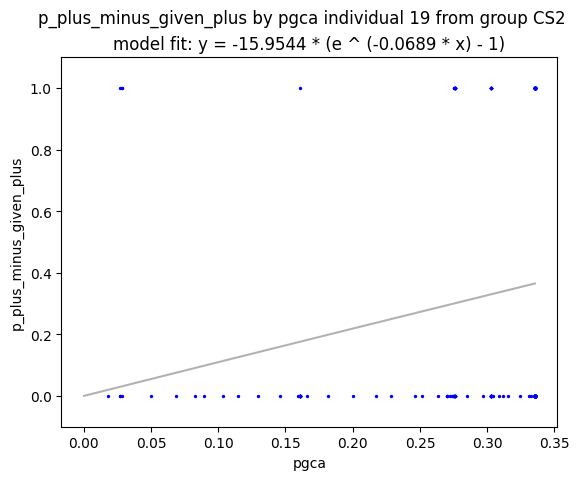 p_plus_minus_given_plus by pgca individual 19 from group CS2
model fit: y = -15.9544 * (e ^ (-0.0689 * x) - 1)
1.0
0.8
0.6
0.4
0.2
0.0
p_plus_minus_given_plus
0.00 0.05 0.10 0.15 0.20 0.25 0.30 0.35
pgca